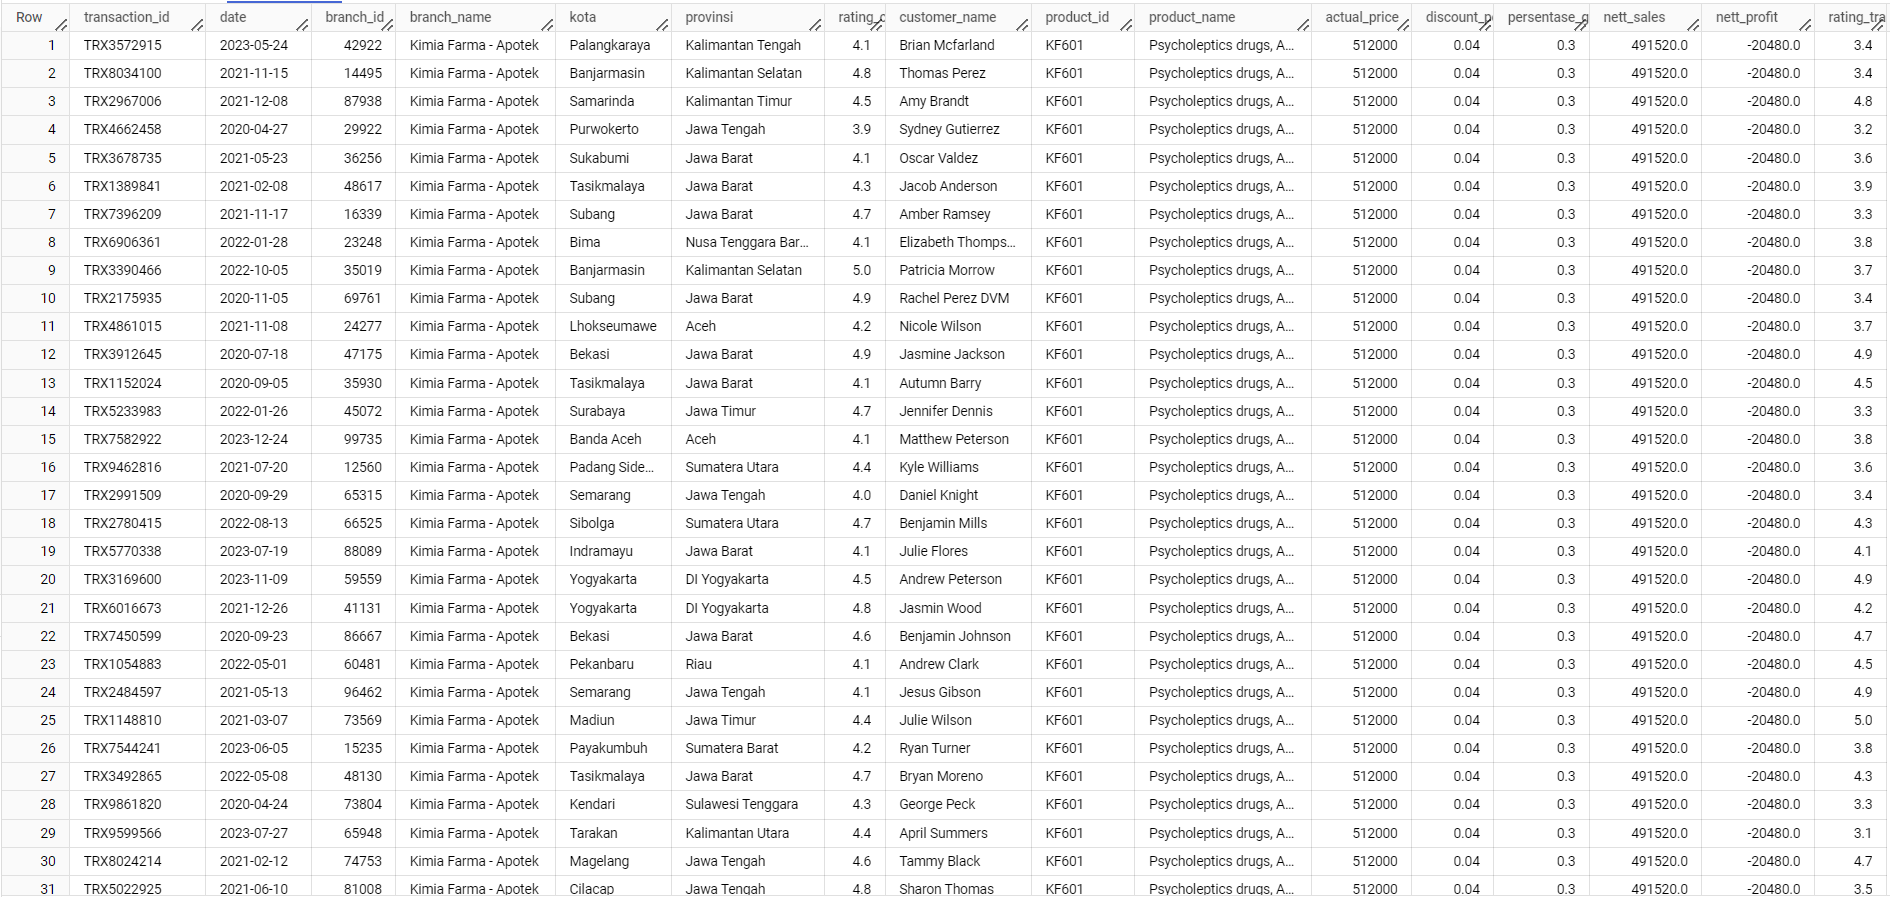 Row transaction_id date branch_id branch_name kota provinsi rating_c customer_name product_id product_name actual_price discount_p persentase_g nett_sales nett_profit rating_tra
1 TRX3572915 2023-05-24 42922 Kimia Farma - Apotek Palangkaraya Kalimantan Tengah 4.1 Brian Mcfarland KF601 Psycholeptics drugs, A... 512000 0.04 0.3 491520.0 -20480.0 3.4
2 TRX8034100 2021-11-15 14495 Kimia Farma - Apotek Banjarmasin Kalimantan Selatan 4.8 Thomas Perez KF601 Psycholeptics drugs, A... 512000 0.04 0.3 491520.0 -20480.0 3.4
3 TRX2967006 2021-12-08 87938 Kimia Farma - Apotek Samarinda Kalimantan Timur 4.5 Amy Brandt KF601 Psycholeptics drugs, A... 512000 0.04 0.3 491520.0 -20480.0 4.8
4 TRX4662458 2020-04-27 29922 Kimia Farma - Apotek Purwokerto Jawa Tengah 3.9 Sydney Gutierrez KF601 Psycholeptics drugs, A... 512000 0.04 0.3 491520.0 -20480.0 3.2
5 TRX3678735 2021-05-23 36256 Kimia Farma - Apotek Sukabumi Jawa Barat 4.1 Oscar Valdez KF601 Psycholeptics drugs, A... 512000 0.04 0.3 491520.0 -20480.0 3.6
6 TRX1389841 2021-02-08 48617 Kimia Farma - Apotek Tasikmalaya Jawa Barat 4.3 Jacob Anderson KF601 Psycholeptics drugs, A... 512000 0.04 0.3 491520.0 -20480.0 3.9
7 TRX7396209 2021-11-17 16339 Kimia Farma - Apotek Subang Jawa Barat 4.7 Amber Ramsey KF601 Psycholeptics drugs, A... 512000 0.04 0.3 491520.0 -20480.0 3.3
8 TRX6906361 2022-01-28 23248 Kimia Farma - Apotek Bima Nusa Tenggara Bar... 4.1 Elizabeth Thomps... KF601 Psycholeptics drugs, A... 512000 0.04 0.3 491520.0 -20480.0 3.8
9 TRX3390466 2022-10-05 35019 Kimia Farma - Apotek Banjarmasin Kalimantan Selatan 5.0 Patricia Morrow KF601 Psycholeptics drugs, A... 512000 0.04 0.3 491520.0 -20480.0 3.7
10 TRX2175935 2020-11-05 69761 Kimia Farma - Apotek Subang Jawa Barat 4.9 Rachel Perez DVM KF601 Psycholeptics drugs, A... 512000 0.04 0.3 491520.0 -20480.0 3.4
11 TRX4861015 2021-11-08 24277 Kimia Farma - Apotek Lhokseumawe Aceh 4.2 Nicole Wilson KF601 Psycholeptics drugs, A... 512000 0.04 0.3 491520.0 -20480.0 3.7
12 TRX3912645 2020-07-18 47175 Kimia Farma - Apotek Bekasi Jawa Barat 4.9 Jasmine Jackson KF601 Psycholeptics drugs, A... 512000 0.04 0.3 491520.0 -20480.0 4.9
13 TRX1152024 2020-09-05 35930 Kimia Farma - Apotek Tasikmalaya Jawa Barat 4.1 Autumn Barry KF601 Psycholeptics drugs, A... 512000 0.04 0.3 491520.0 -20480.0 4.5
14 TRX5233983 2022-01-26 45072 Kimia Farma - Apotek Surabaya Jawa Timur 4.7 Jennifer Dennis KF601 Psycholeptics drugs, A... 512000 0.04 0.3 491520.0 -20480.0 3.3
15 TRX7582922 2023-12-24 99735 Kimia Farma - Apotek Banda Aceh Aceh 4.1 Matthew Peterson KF601 Psycholeptics drugs, A... 512000 0.04 0.3 491520.0 -20480.0 3.8
16 TRX9462816 2021-07-20 12560 Kimia Farma - Apotek Padang Side... Sumatera Utara 4.4 Kyle Williams KF601 Psycholeptics drugs, A... 512000 0.04 0.3 491520.0 -20480.0 3.6
17 TRX2991509 2020-09-29 65315 Kimia Farma - Apotek Semarang Jawa Tengah 4.0 Daniel Knight KF601 Psycholeptics drugs, A... 512000 0.04 0.3 491520.0 -20480.0 3.4
18 TRX2780415 2022-08-13 66525 Kimia Farma - Apotek Sibolga Sumatera Utara 4.7 Benjamin Mills KF601 Psycholeptics drugs, A... 512000 0.04 0.3 491520.0 -20480.0 4.3
19 TRX5770338 2023-07-19 88089 Kimia Farma - Apotek Indramayu Jawa Barat 4.1 Julie Flores KF601 Psycholeptics drugs, A... 512000 0.04 0.3 491520.0 -20480.0 4.1
20 TRX3169600 2023-11-09 59559 Kimia Farma - Apotek Yogyakarta DI Yogyakarta 4.5 Andrew Peterson KF601 Psycholeptics drugs, A... 512000 0.04 0.3 491520.0 -20480.0 4.9
21 TRX6016673 2021-12-26 41131 Kimia Farma - Apotek Yogyakarta DI Yogyakarta 4.8 Jasmin Wood KF601 Psycholeptics drugs, A... 512000 0.04 0.3 491520.0 -20480.0 4.2
22 TRX7450599 2020-09-23 86667 Kimia Farma - Apotek Bekasi Jawa Barat 4.6 Benjamin Johnson KF601 Psycholeptics drugs, A... 512000 0.04 0.3 491520.0 -20480.0 4.7
23 TRX1054883 2022-05-01 60481 Kimia Farma - Apotek Pekanbaru Riau 4.1 Andrew Clark KF601 Psycholeptics drugs, A... 512000 0.04 0.3 491520.0 -20480.0 4.5
24 TRX2484597 2021-05-13 96462 Kimia Farma - Apotek Semarang Jawa Tengah 4.1 Jesus Gibson KF601 Psycholeptics drugs, A... 512000 0.04 0.3 491520.0 -20480.0 4.9
25 TRX1148810 2021-03-07 73569 Kimia Farma - Apotek Madiun Jawa Timur 4.4 Julie Wilson KF601 Psycholeptics drugs, A... 512000 0.04 0.3 491520.0 -20480.0 5.0
26 TRX7544241 2023-06-05 15235 Kimia Farma - Apotek Payakumbuh Sumatera Barat 4.2 Ryan Turner KF601 Psycholeptics drugs, A... 512000 0.04 0.3 491520.0 -20480.0 3.8
27 TRX3492865 2022-05-08 48130 Kimia Farma - Apotek Tasikmalaya Jawa Barat 4.7 Bryan Moreno KF601 Psycholeptics drugs, A... 512000 0.04 0.3 491520.0 -20480.0 4.3
28 TRX9861820 2020-04-24 73804 Kimia Farma - Apotek Kendari Sulawesi Tenggara 4.3 George Peck KF601 Psycholeptics drugs, A... 512000 0.04 0.3 491520.0 -20480.0 3.3
29 TRX9599566 2023-07-27 65948 Kimia Farma - Apotek Tarakan Kalimantan Utara 4.4 April Summers KF601 Psycholeptics drugs, A... 512000 0.04 0.3 491520.0 -20480.0 3.1
30 TRX8024214 2021-02-12 74753 Kimia Farma - Apotek Magelang Jawa Tengah 4.6 Tammy Black KF601 Psycholeptics drugs, A... 512000 0.04 0.3 491520.0 -20480.0 4.7
31 TRX5022925 2021-06-10 81008 Kimia Farma - Apotek Cilacap Jawa Tengah 4.8 Sharon Thomas KF601 Psycholeptics drugs, A... 512000 0.04 0.3 491520.0 -20480.0 3.5